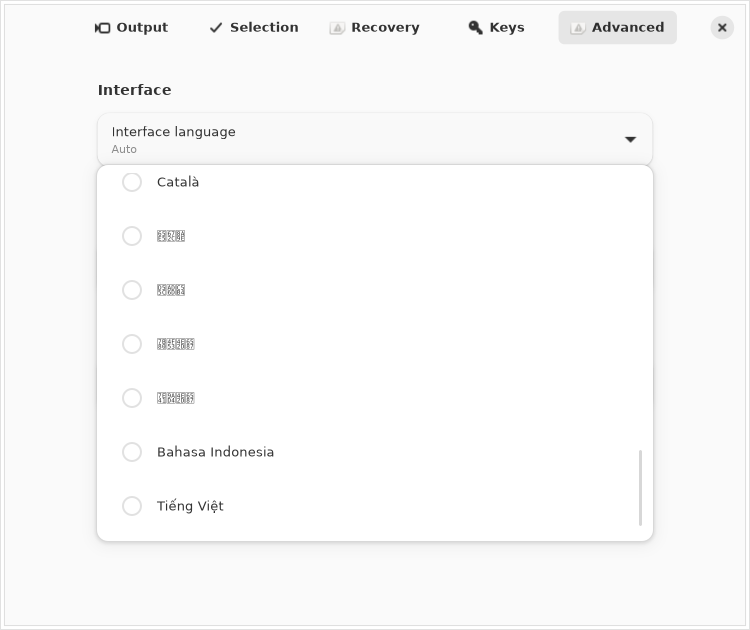 Output
Selection
Recovery
Keys
Advanced
Interface
Interface language
Auto
Català
Bahasa Indonesia
Tiếng Việt